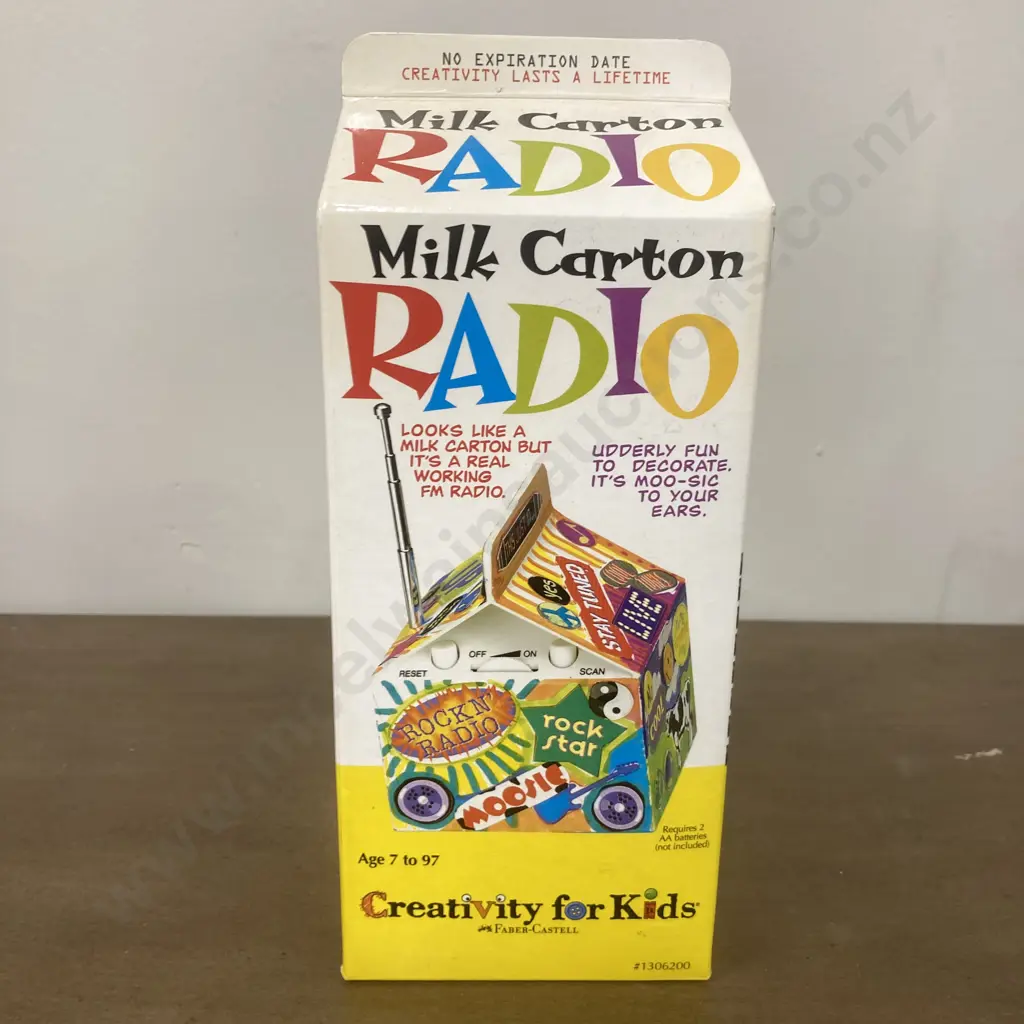 NO EXPIRATION DATE
CREATIVITY LASTS A LIFETIME
Milk Carton
RADIO
Milk Carton
RADIO
LOOKS LIKE A
MILK CARTON BUT
IT'S A REAL
WORKING
FM RADIO.
UDDERLY FUN
TO DECORATE.
IT'S MOO-SIC
TO YOUR
EARS.
yes
STAY TUNED!
LIVE
OFF ON
RESET
SCAN
ROCK N'
RADIO
rock
star
MOOSIC
Requires 2
AA batteries
(not included)
Age 7 to 97
Creativity for Kids®
FABER-CASTELL
#1306200